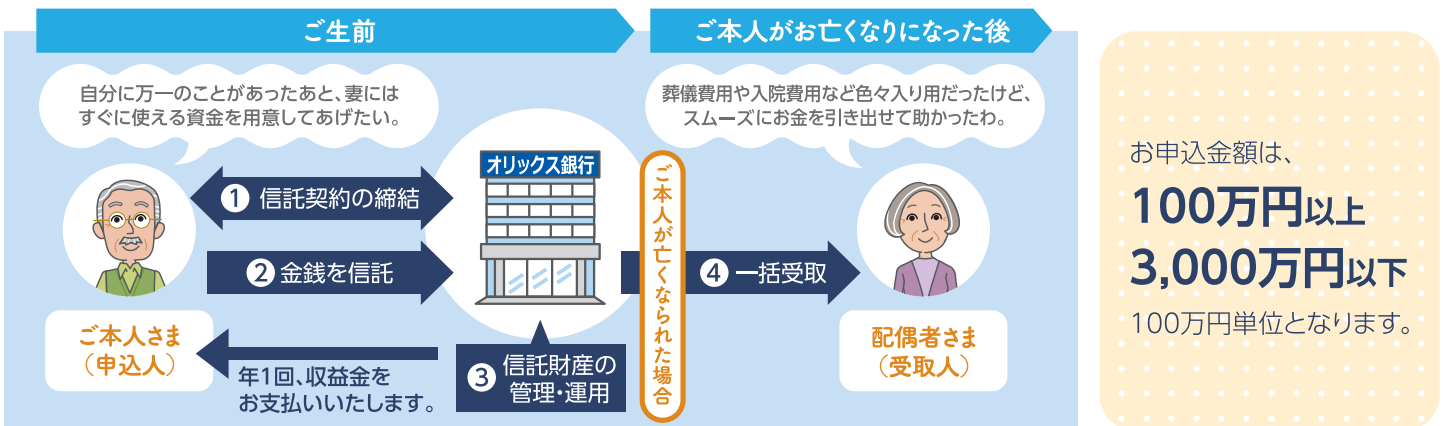 ご生前
ご本人がお亡くなりになった後
自分に万一のことがあったあと、妻には
すぐに使える資金を用意してあげたい。
葬儀費用や入院費用など色々入り用だったけど、
スムーズにお金を引き出せて助かったわ。
オリックス銀行
1 信託契約の締結
2 金銭を信託
ご本人が亡くなられた場合
4 一括受取
ご本人さま
（申込人）
年1回、収益金を
お支払いいたします。
3 信託財産の
管理・運用
配偶者さま
（受取人）
お申込金額は、
100万円以上
3,000万円以下
100万円単位となります。